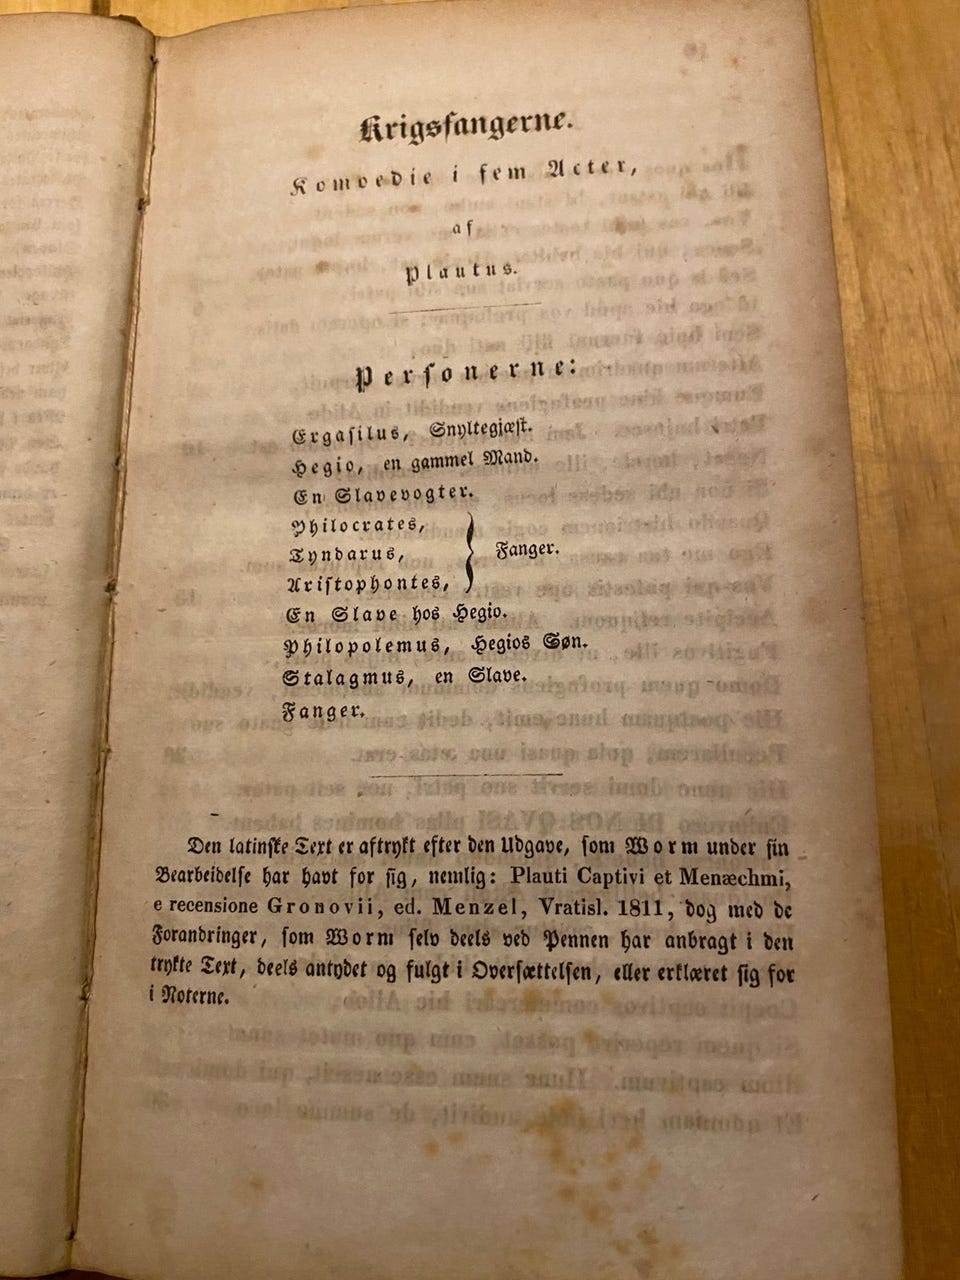 Krigsfangerne.
Komoedie i fem Acter,
af
Plautus.
Personerne:
Ergasilus, Snyltegjæst.
Hegio, en gammel Mand.
En Slavevogter.
Philocrates,
Tyndarus, } Fanger.
Aristophontes,
En Slave hos Hegio.
Philopolemus, Hegios Søn.
Stalagmus, en Slave.
Fanger.
Den latinske Text er aftrykt efter den Udgave, som Worm under sin
Bearbeidelse har havt for sig, nemlig: Plauti Captivi et Menæchmi,
e recensione Gronovii, ed. Menzel, Vratisl. 1811, dog med de
Forandringer, som Worm selv deels ved Pennen har anbragt i den
trykte Text, deels antydet og fulgt i Oversættelsen, eller erklæret sig for
i Noterne.